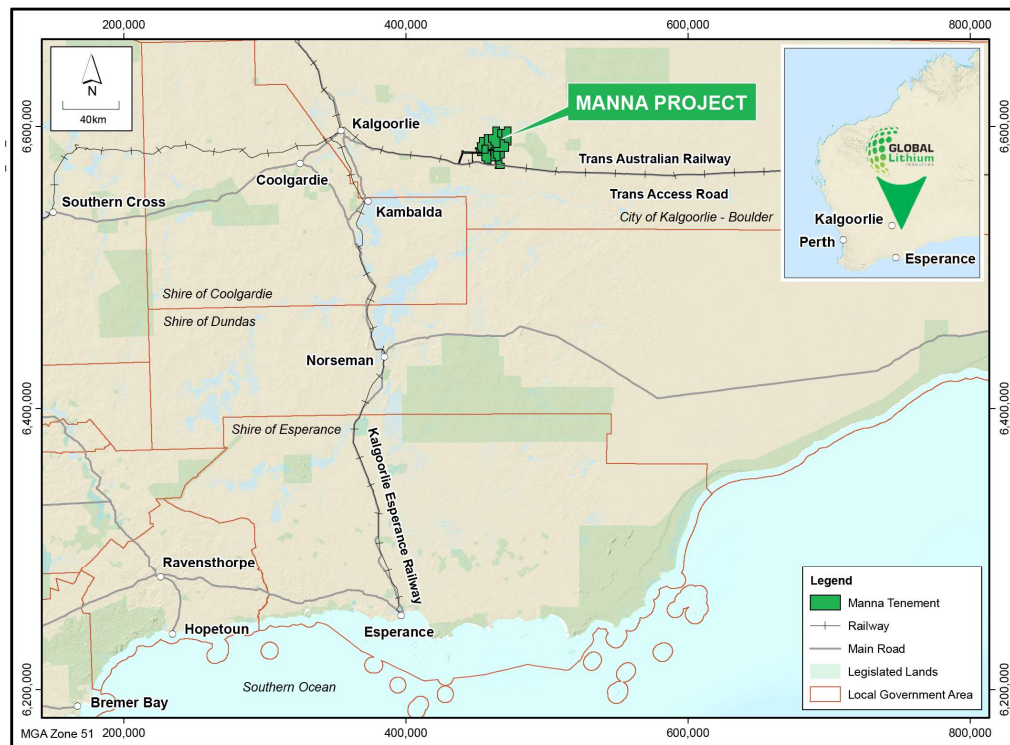 200,000
400,000
600,000
800,000
N
40km
MANNA PROJECT
GLOBAL
Lithium
RESOURCES
Kalgoorlie
Perth
Esperance
6,600,000
6,600,000
Kalgoorlie
Coolgardie
Trans Australian Railway
Southern Cross
Trans Access Road
Kambalda
City of Kalgoorlie - Boulder
Shire of Coolgardie
Shire of Dundas
Norseman
6,400,000
6,400,000
Shire of Esperance
Kalgoorlie Esperance Railway
Ravensthorpe
Hopetoun
Esperance
Southern Ocean
Bremer Bay
6,200,000
6,200,000
Legend
Manna Tenement
Railway
Main Road
Legislated Lands
Local Government Area
MGA Zone 51
200,000
400,000
600,000
800,000